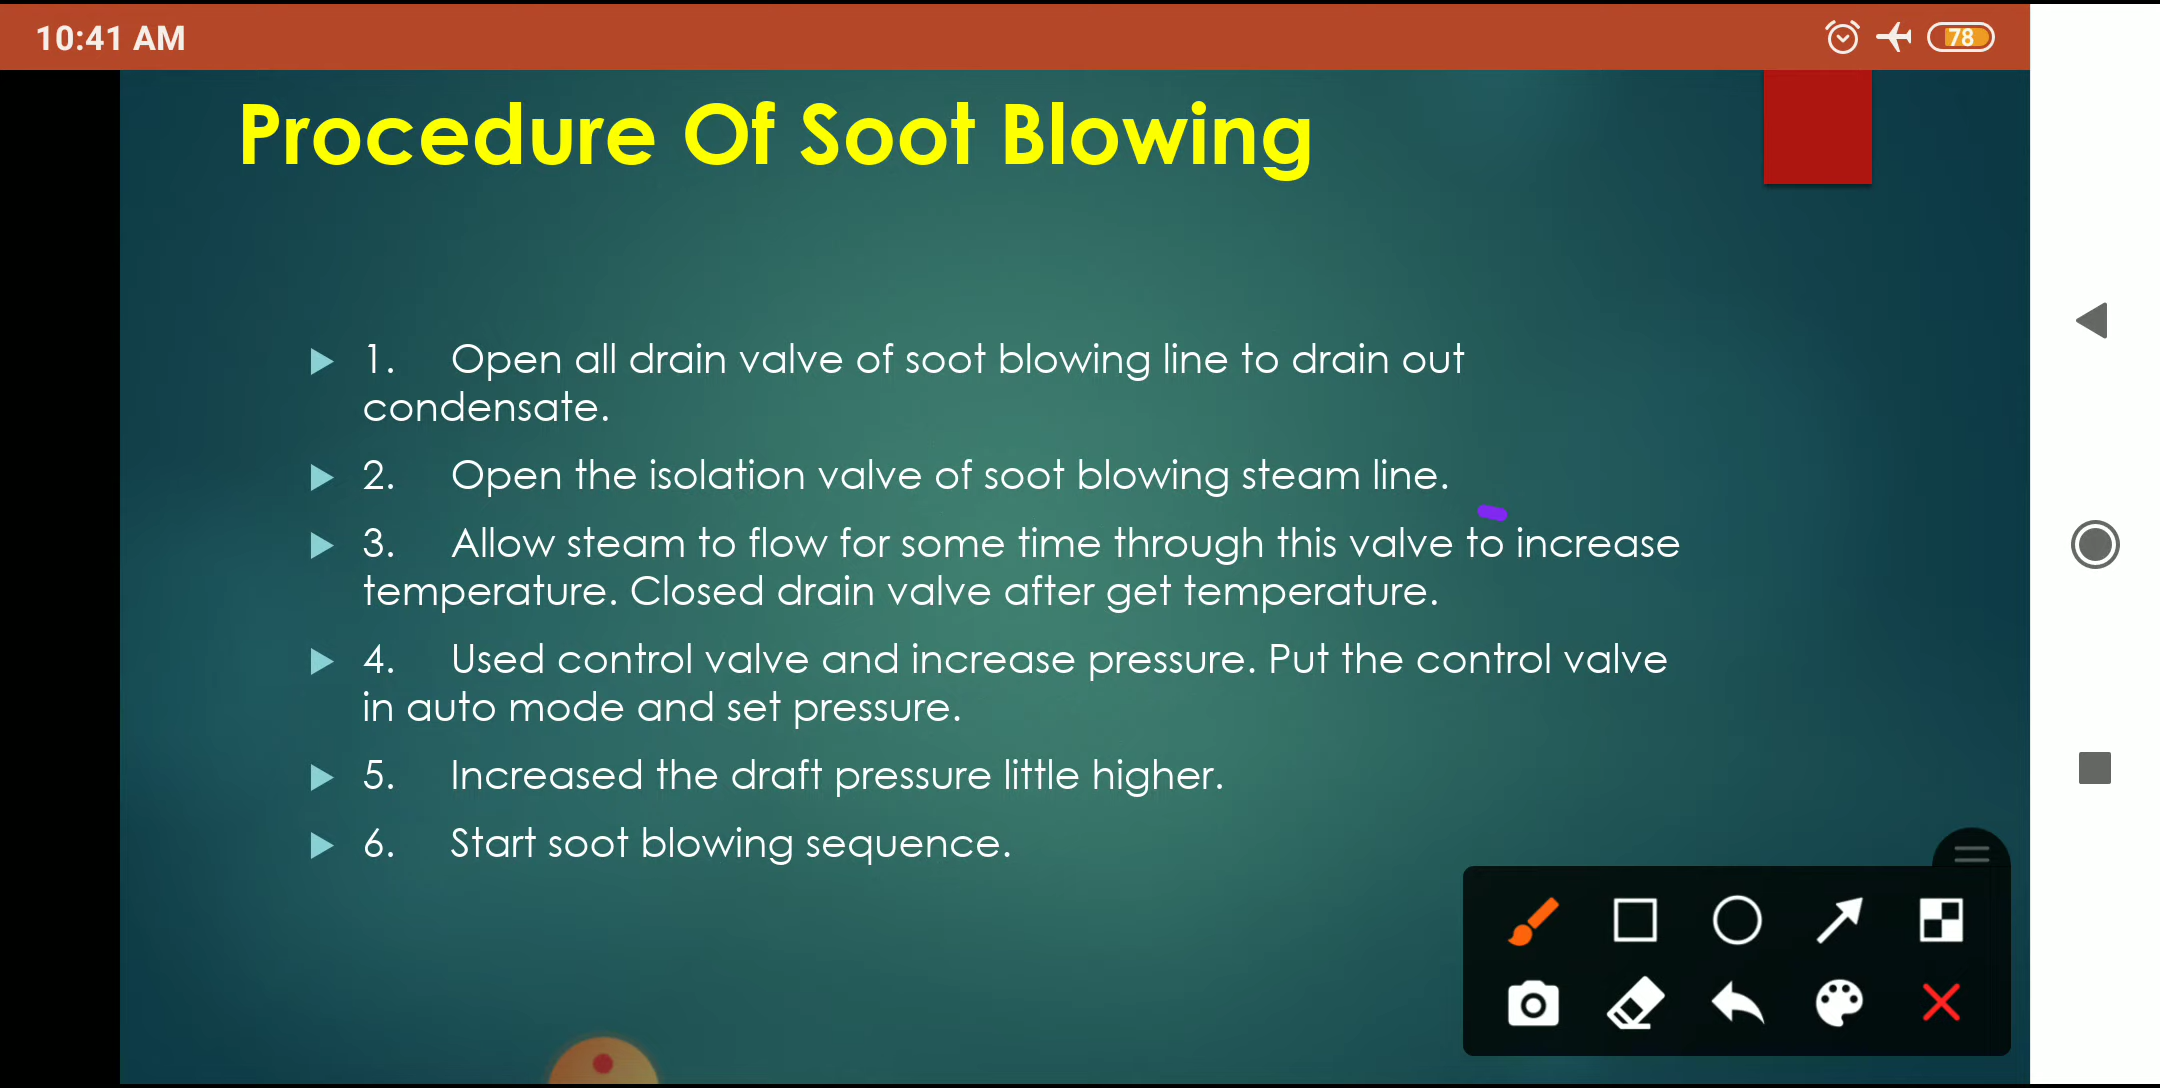 10:41 AM
78
Procedure Of Soot Blowing
1. Open all drain valve of soot blowing line to drain out
condensate.
2. Open the isolation valve of soot blowing steam line.
3. Allow steam to flow for some time through this valve to increase
temperature. Closed drain valve after get temperature.
4. Used control valve and increase pressure. Put the control valve
in auto mode and set pressure.
5. Increased the draft pressure little higher.
6. Start soot blowing sequence.